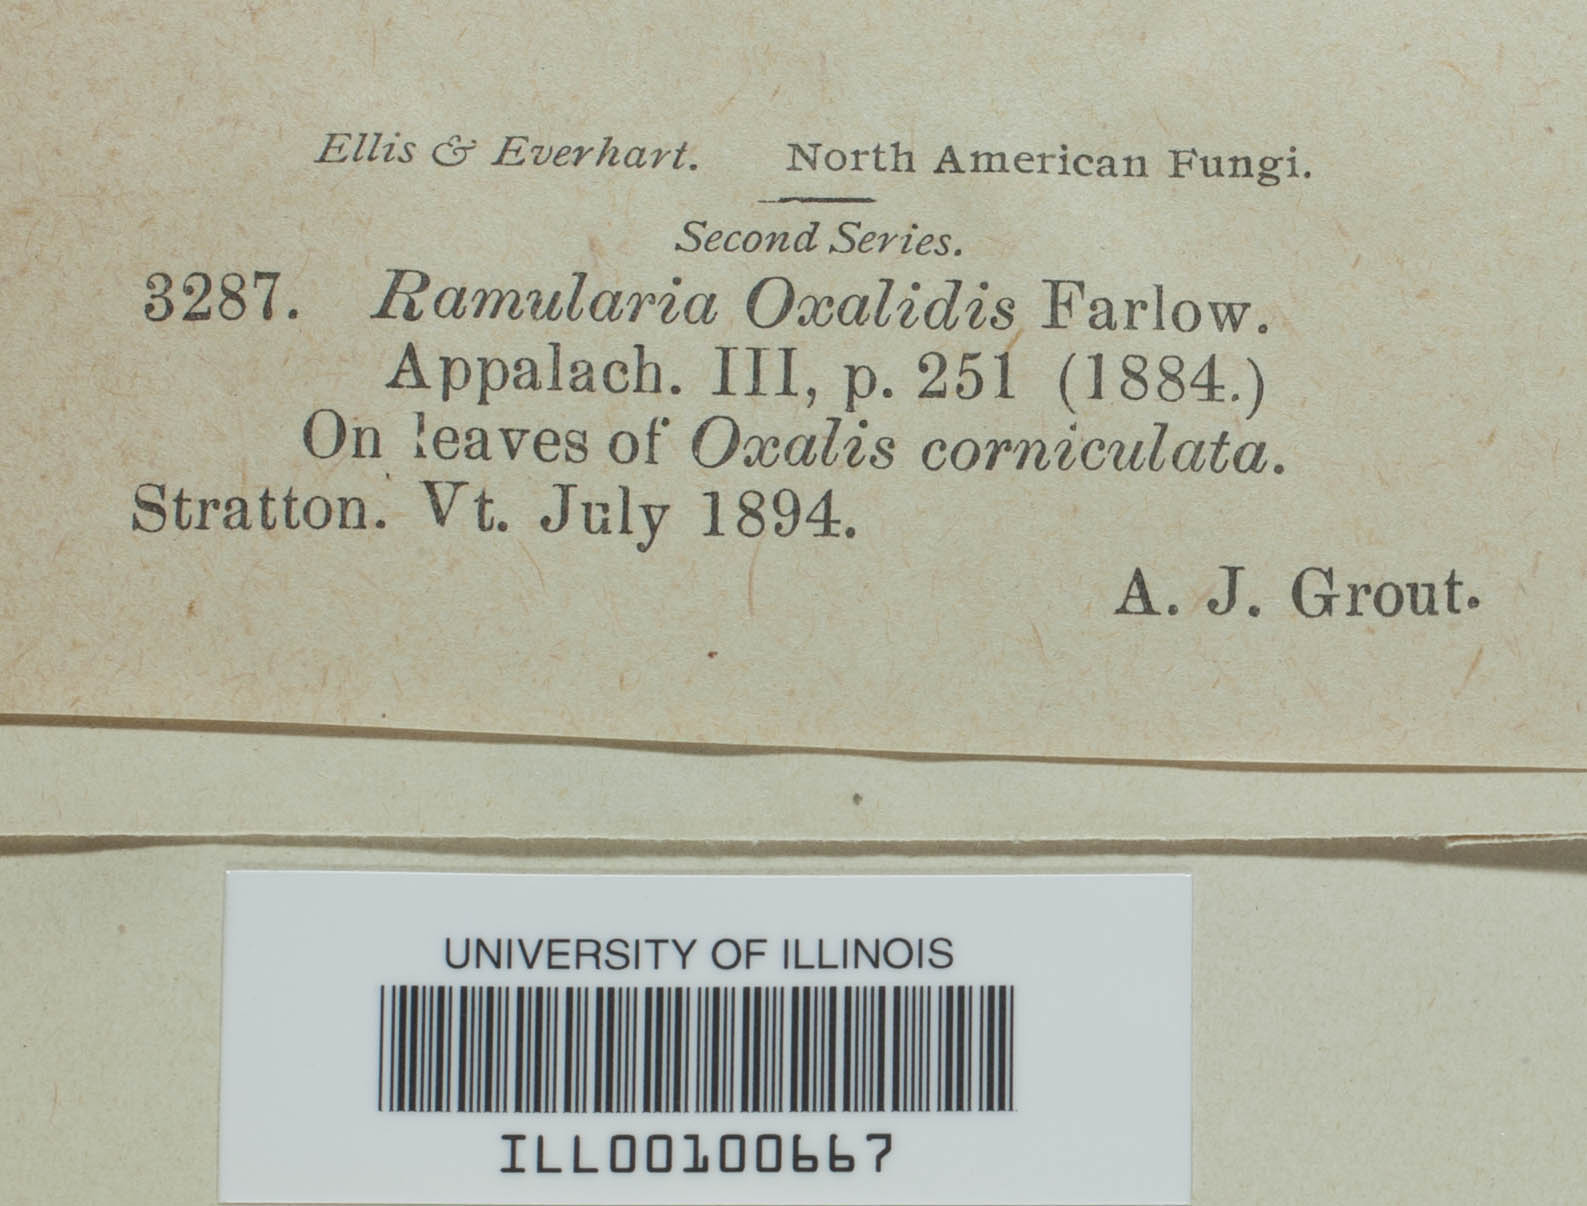 Ellis & Everhart. North American Fungi.
Second Series.
3287. Ramularia Oxalidis Farlow.
Appalach. III, p. 251 (1884.)
On leaves of Oxalis corniculata.
Stratton. Vt. July 1894.
A. J. Grout.
UNIVERSITY OF ILLINOIS
ILL00100667